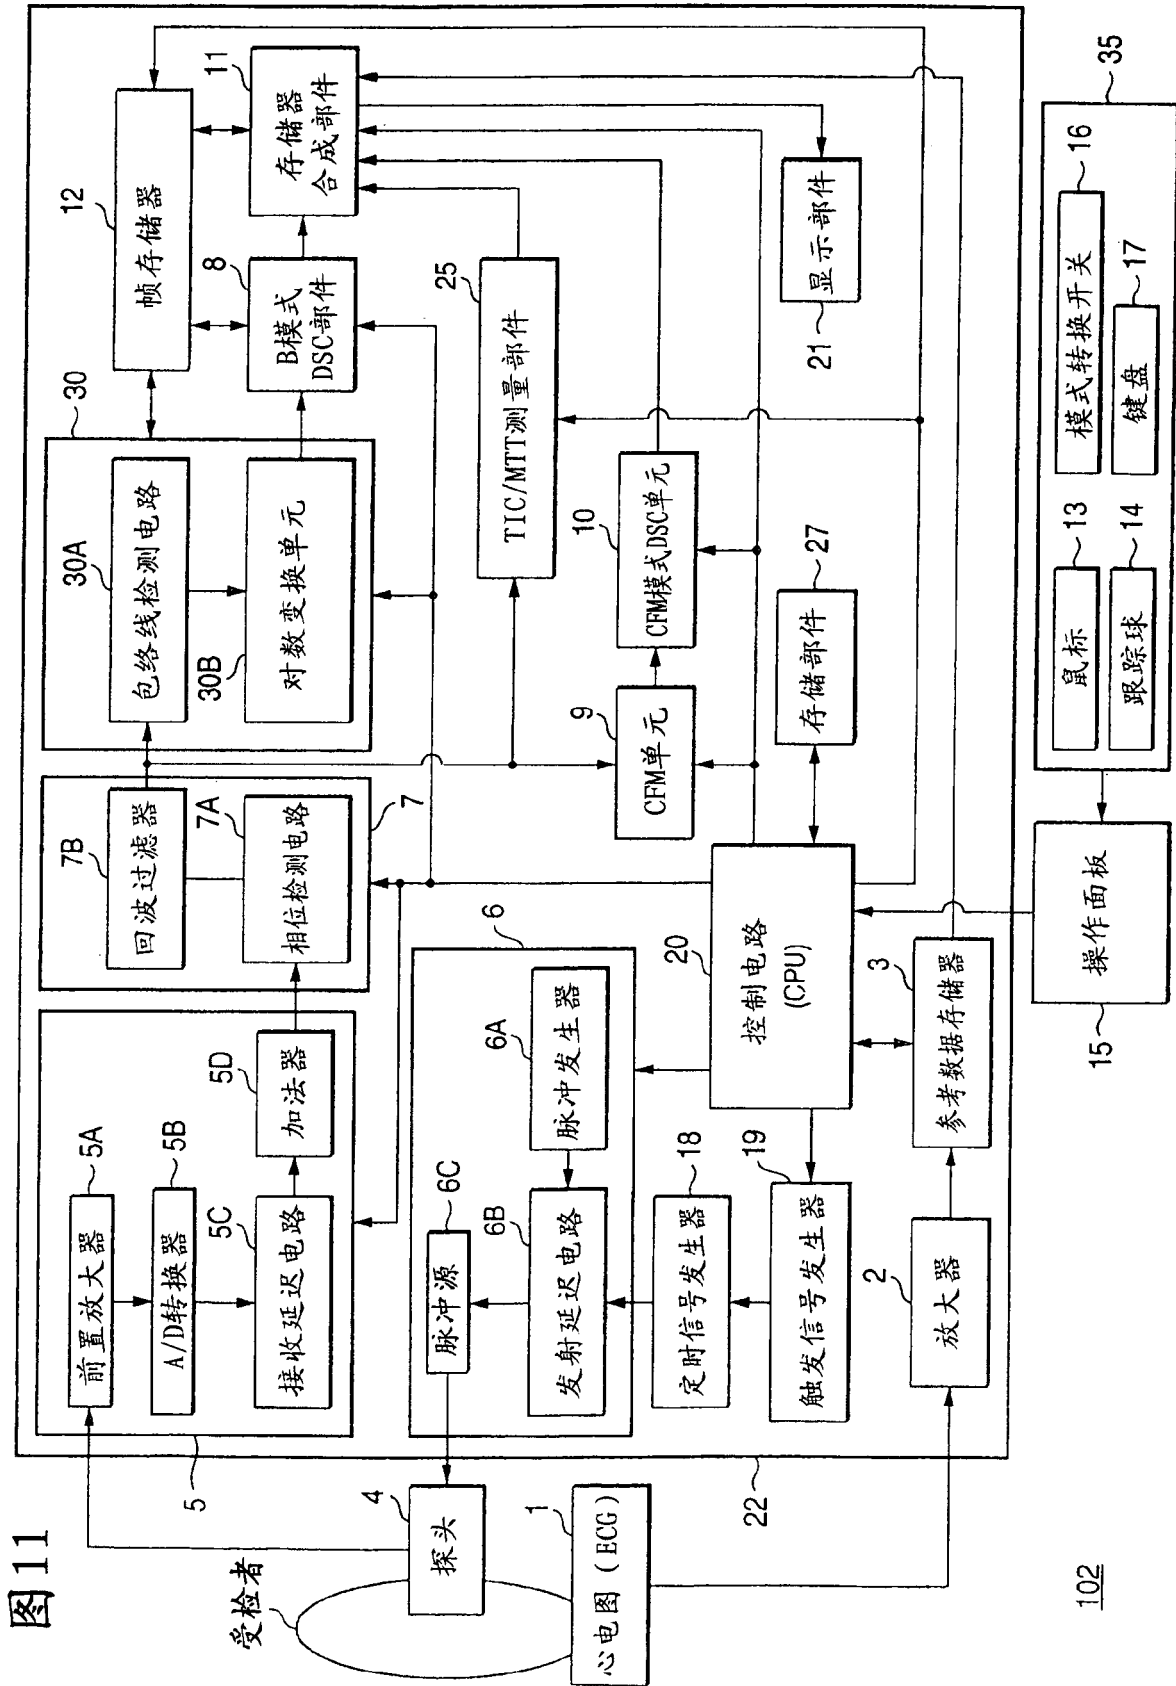 图11
102
受检者
探头
4
心电图(ECG)
1
22
5
前置放大器
5A
A/D转换器
5B
接收延迟电路
5C
加法器
5D
回波过滤器
7B
相位检测电路
7A
7
包络线检测电路
30A
对数变换单元
30B
30
帧存储器
12
B模式
DSC部件
8
存储器
合成部件
11
TIC/MTT测量部件
25
CFM单元
9
CFM模式DSC单元
10
显示部件
21
存储部件
27
6
脉冲发生器
6A
脉冲源
6C
发射延迟电路
6B
定时信号发生器
18
触发信号发生器
19
控制电路
(CPU)
20
放大器
2
参考数据存储器
3
操作面板
15
35
鼠标
13
跟踪球
14
模式转换开关
16
键盘
17